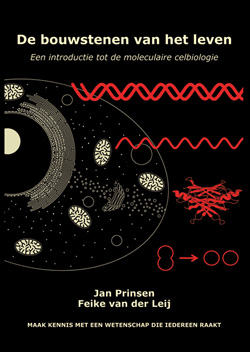 De bouwstenen van het leven
Een introductie tot de moleculaire celbiologie
Jan Prinsen
Feike van der Leij
MAAK KENNIS MET EEN WETENSCHAP DIE IEDEREEN RAAKT